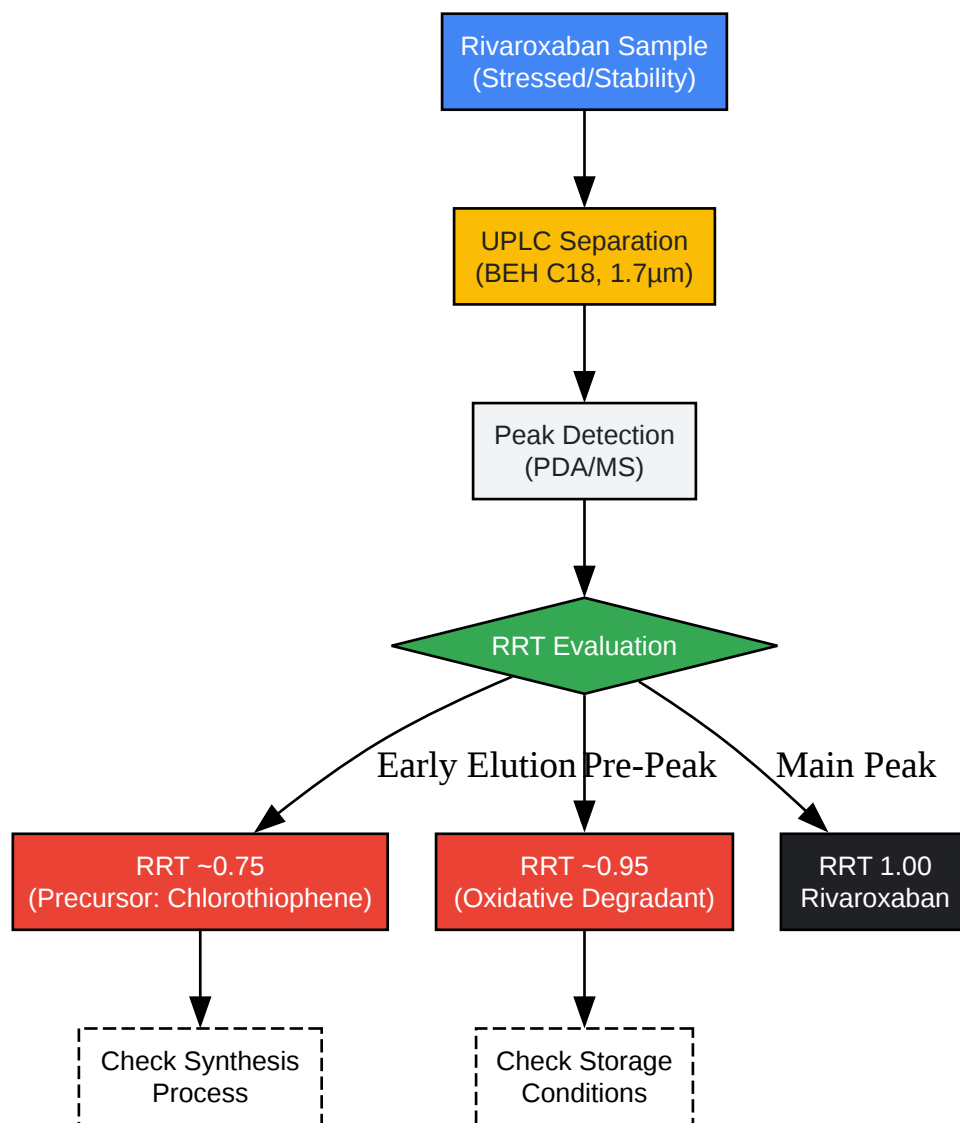 Rivaroxaban Sample
(Stressed/Stability)
UPLC Separation
(BEH C18, 1.7µm)
Peak Detection
(PDA/MS)
RRT Evaluation
Early Elution
Pre-Peak
Main Peak
RRT ~0.75
(Precursor: Chlorothiophene)
RRT ~0.95
(Oxidative Degradant)
RRT 1.00
Rivaroxaban
Check Synthesis
Process
Check Storage
Conditions